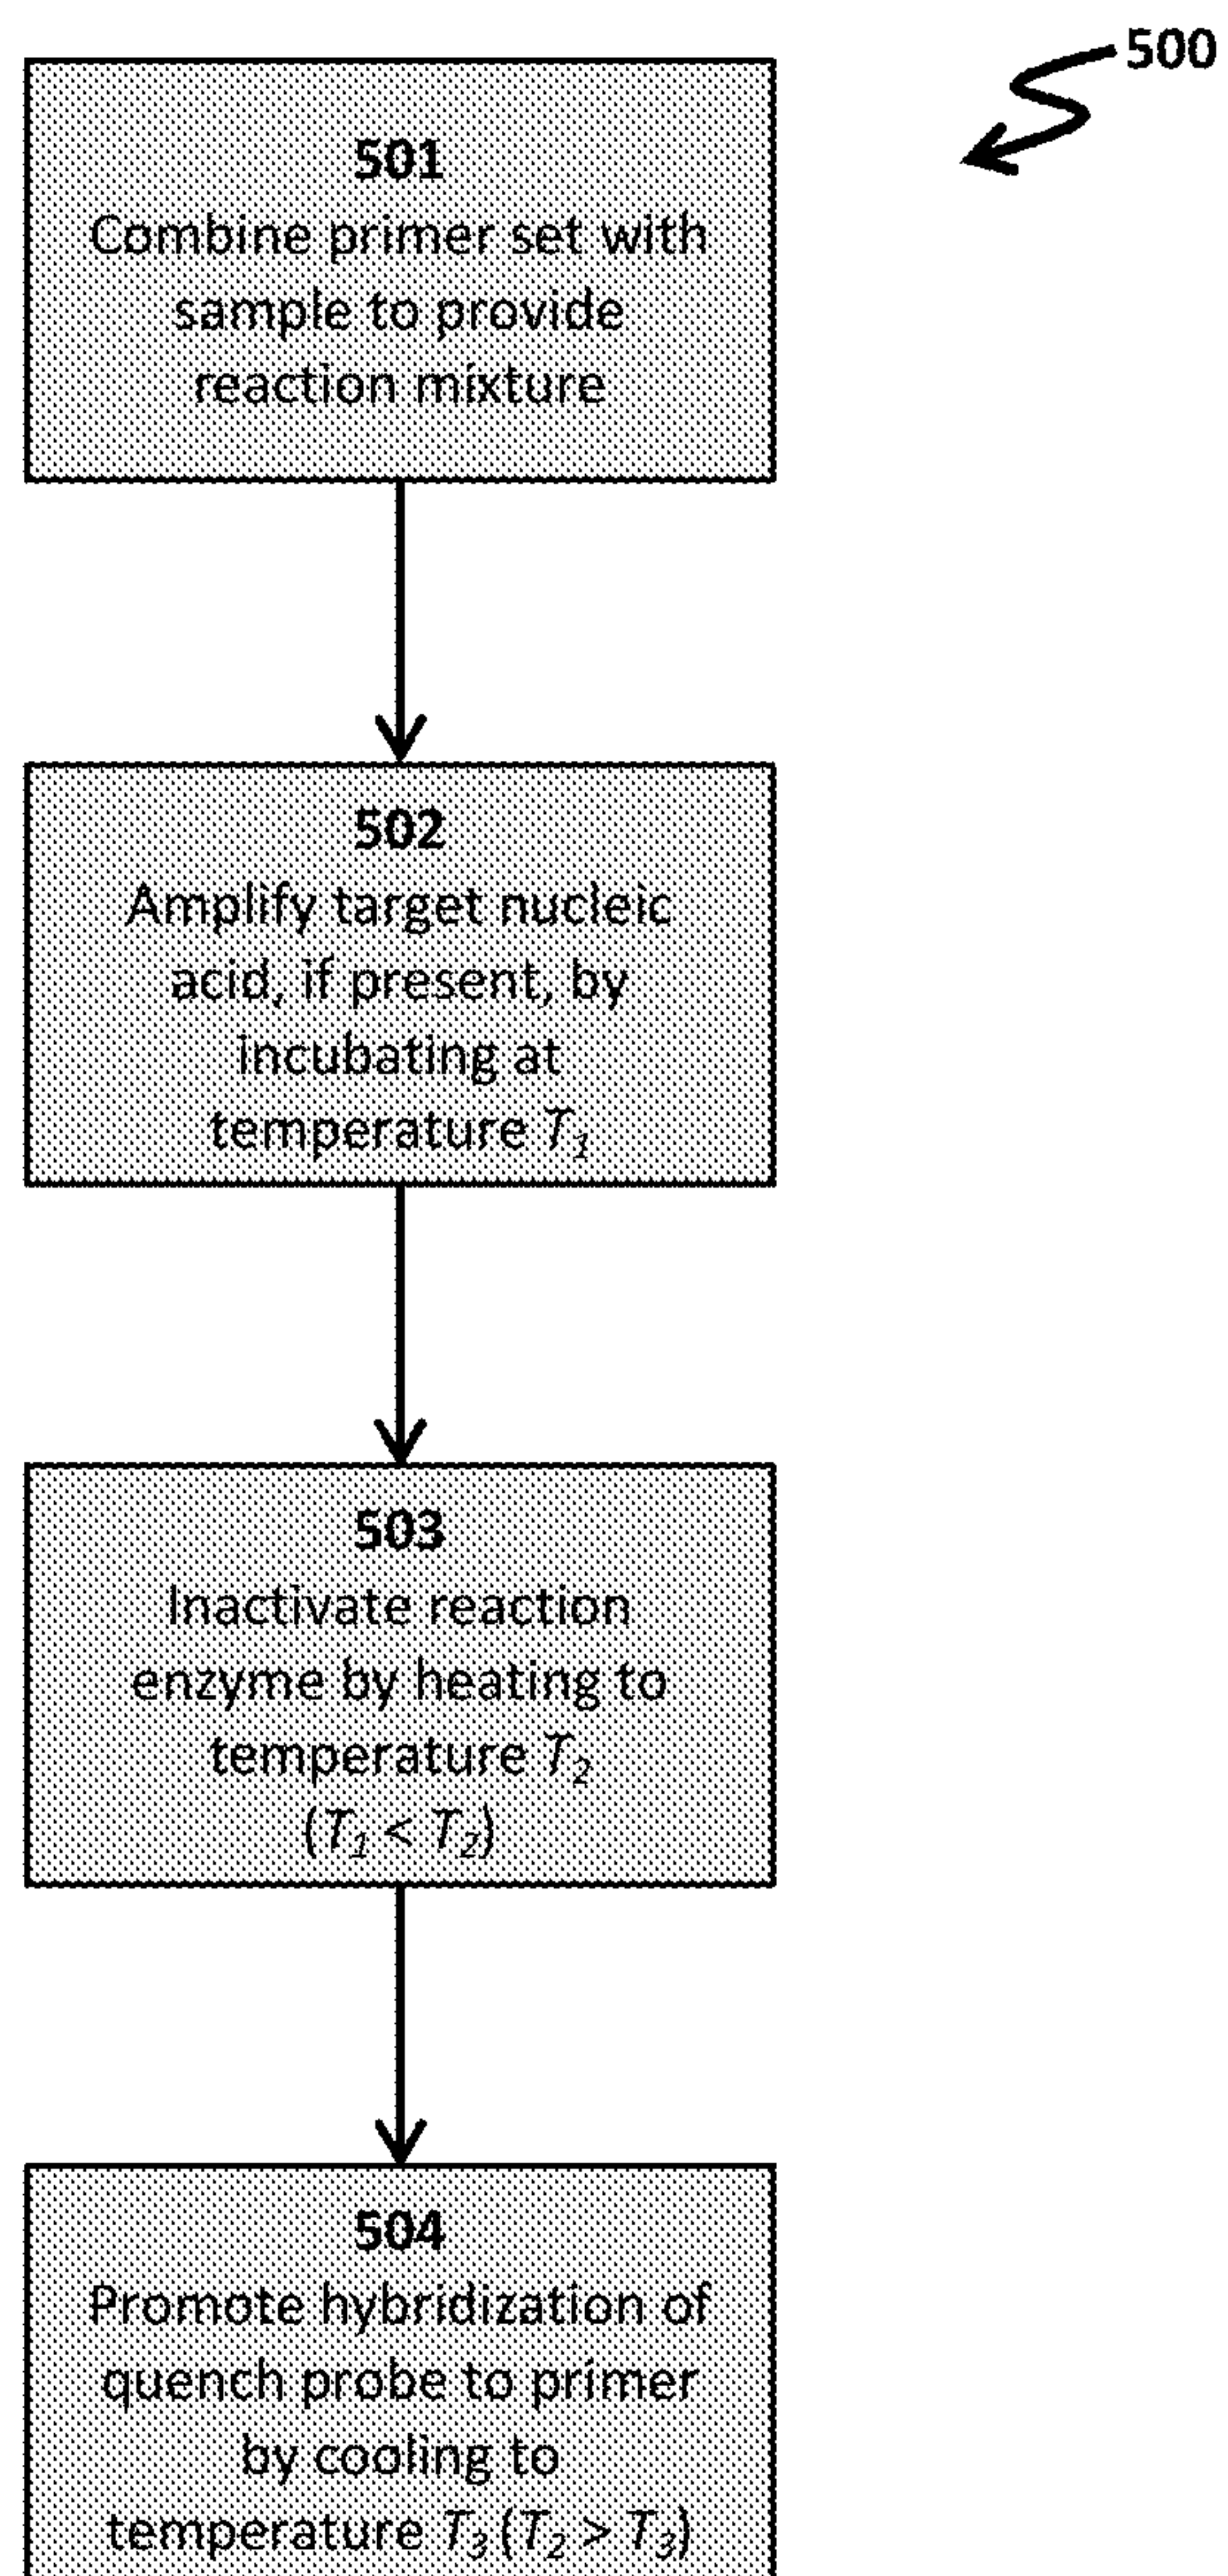 500
501
Combine primer set with
sample to provide
reaction mixture
502
Amplify target nucleic
acid, if present, by
incubating at
temperature T₁
503
Inactivate reaction
enzyme by heating to
temperature T₂
(T₁ < T₂)
504
Promote hybridization of
quench probe to primer
by cooling to
temperature T₃ (T₂ > T₃)